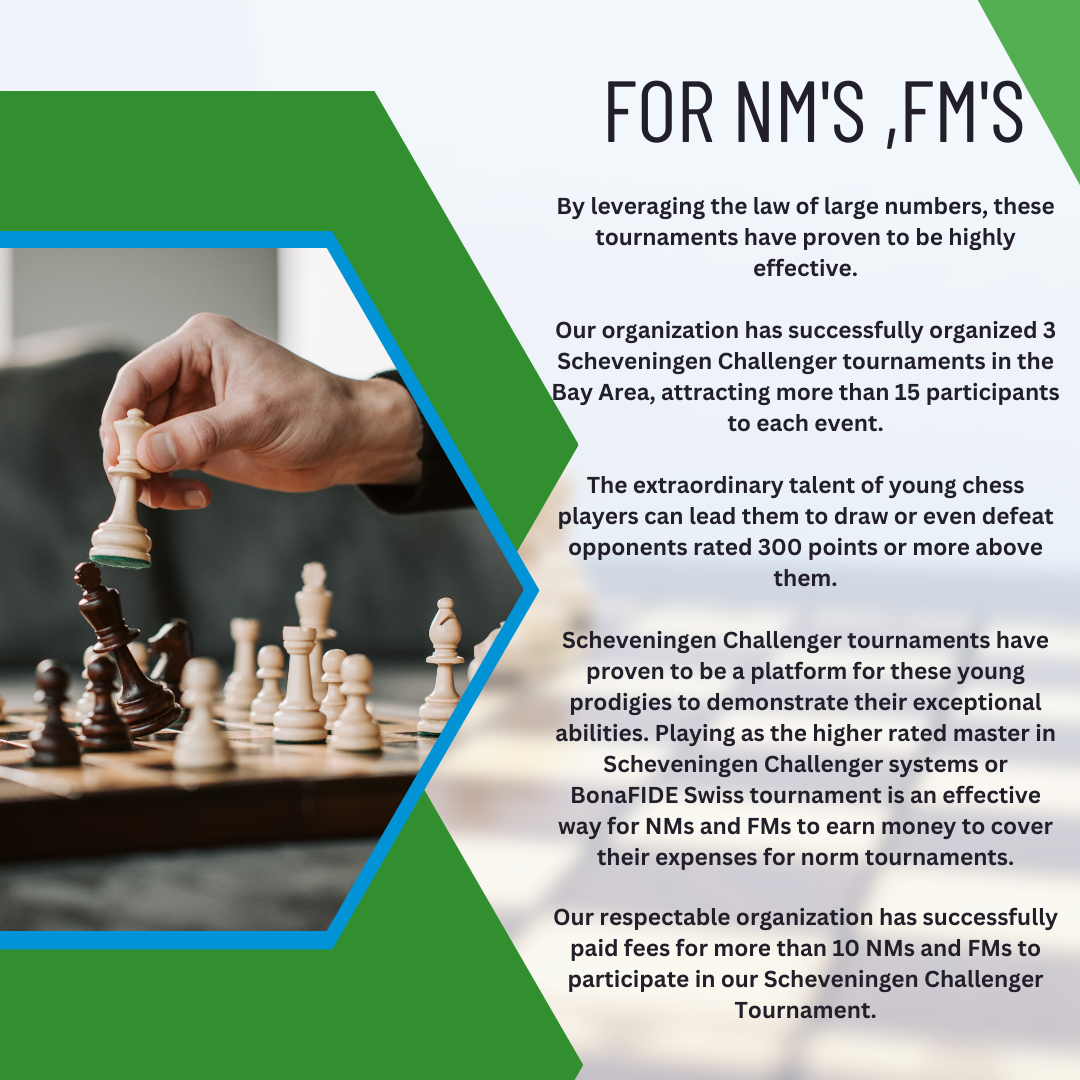 FOR NM'S ,FM'S
By leveraging the law of large numbers, these
tournaments have proven to be highly
effective.
Our organization has successfully organized 3
Scheveningen Challenger tournaments in the
Bay Area, attracting more than 15 participants
to each event.
The extraordinary talent of young chess
players can lead them to draw or even defeat
opponents rated 300 points or more above
them.
Scheveningen Challenger tournaments have
proven to be a platform for these young
prodigies to demonstrate their exceptional
abilities. Playing as the higher rated master in
Scheveningen Challenger systems or
BonaFIDE Swiss tournament is an effective
way for NMs and FMs to earn money to cover
their expenses for norm tournaments.
Our respectable organization has successfully
paid fees for more than 10 NMs and FMs to
participate in our Scheveningen Challenger
Tournament.